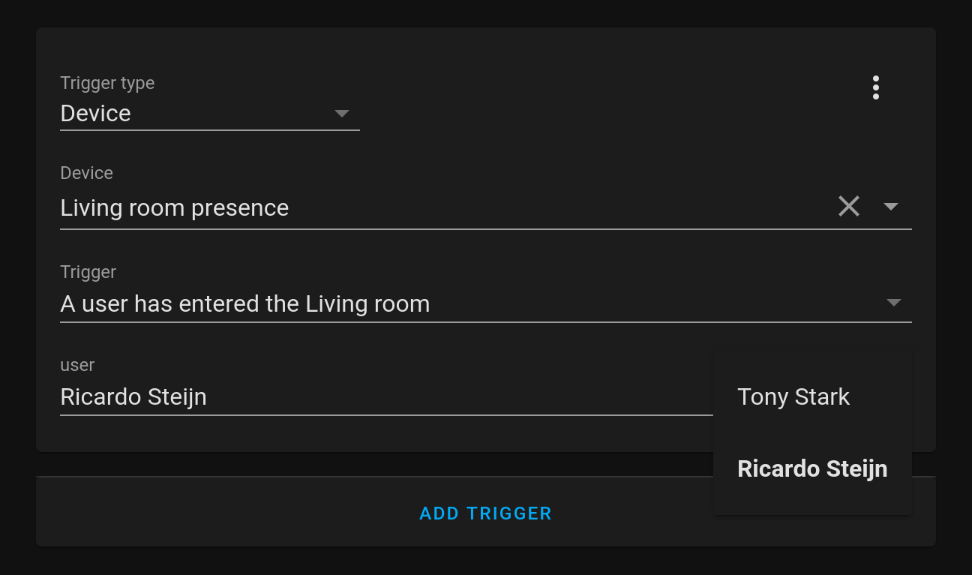 Trigger type
Device
Device
Living room presence
Trigger
A user has entered the Living room
user
Ricardo Steijn
Tony Stark
Ricardo Steijn
ADD TRIGGER